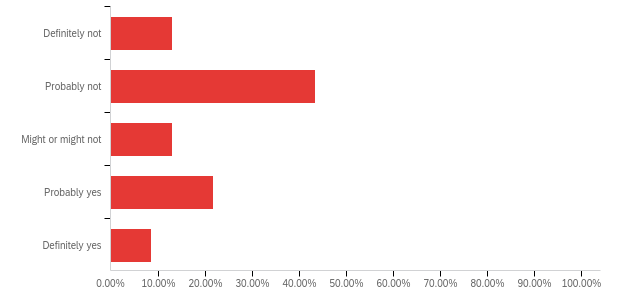 Definitely not
Probably not
Might or might not
Probably yes
Definitely yes
0.00% 10.00% 20.00% 30.00% 40.00% 50.00% 60.00% 70.00% 80.00% 90.00% 100.00%